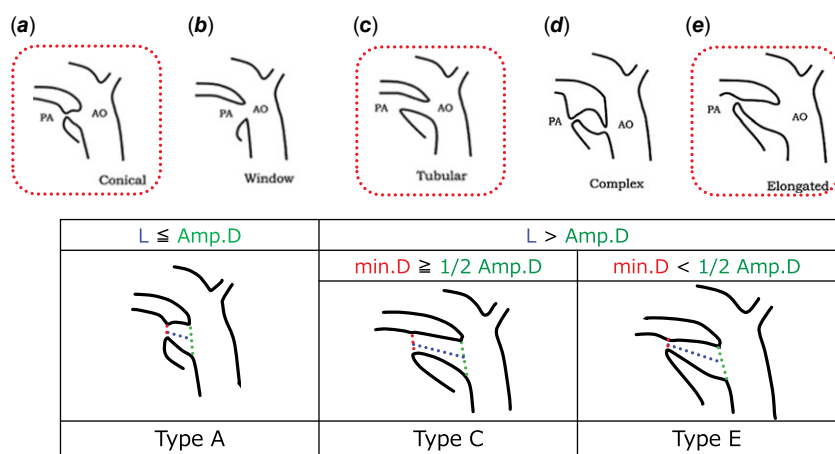 (a) (b) (c) (d) (e)
PA AO PA AO PA AO PA AO PA AO
Conical Window Tubular Complex Elongated
L ≦ Amp.D L > Amp.D
min.D ≧ 1/2 Amp.D min.D < 1/2 Amp.D
Type A Type C Type E